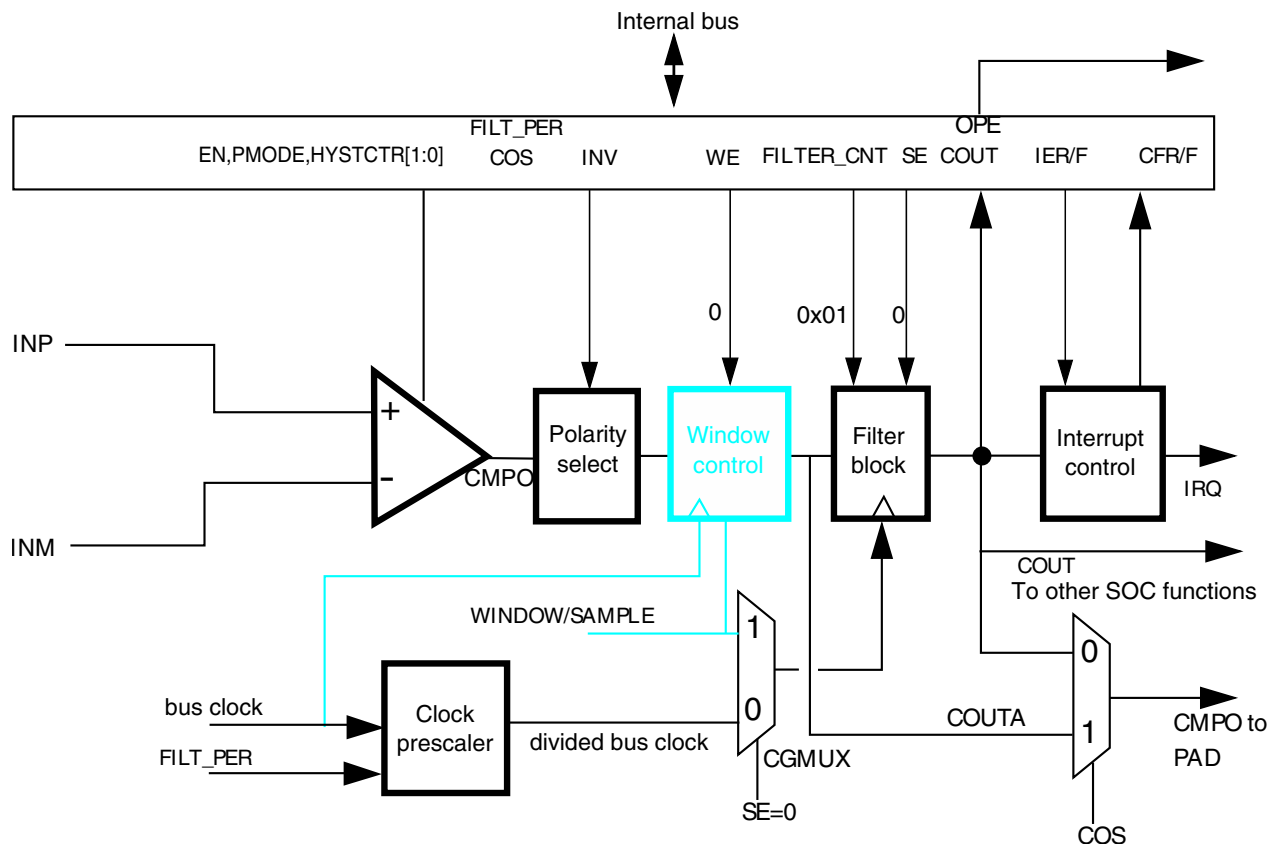 Internal bus
FILT_PER
OPE
EN,PMODE,HYSTCTR[1:0]
COS
INV
WE
FILTER_CNT
SE
COUT
IER/F
CFR/F
0
0x01
0
INP
+
-
CMPO
Polarity
select
Window
control
Filter
block
Interrupt
control
IRQ
INM
COUT
To other SOC functions
WINDOW/SAMPLE
1
0
bus clock
FILT_PER
Clock
prescaler
divided bus clock
CGMUX
SE=0
COUTA
0
1
CMPO to
PAD
COS